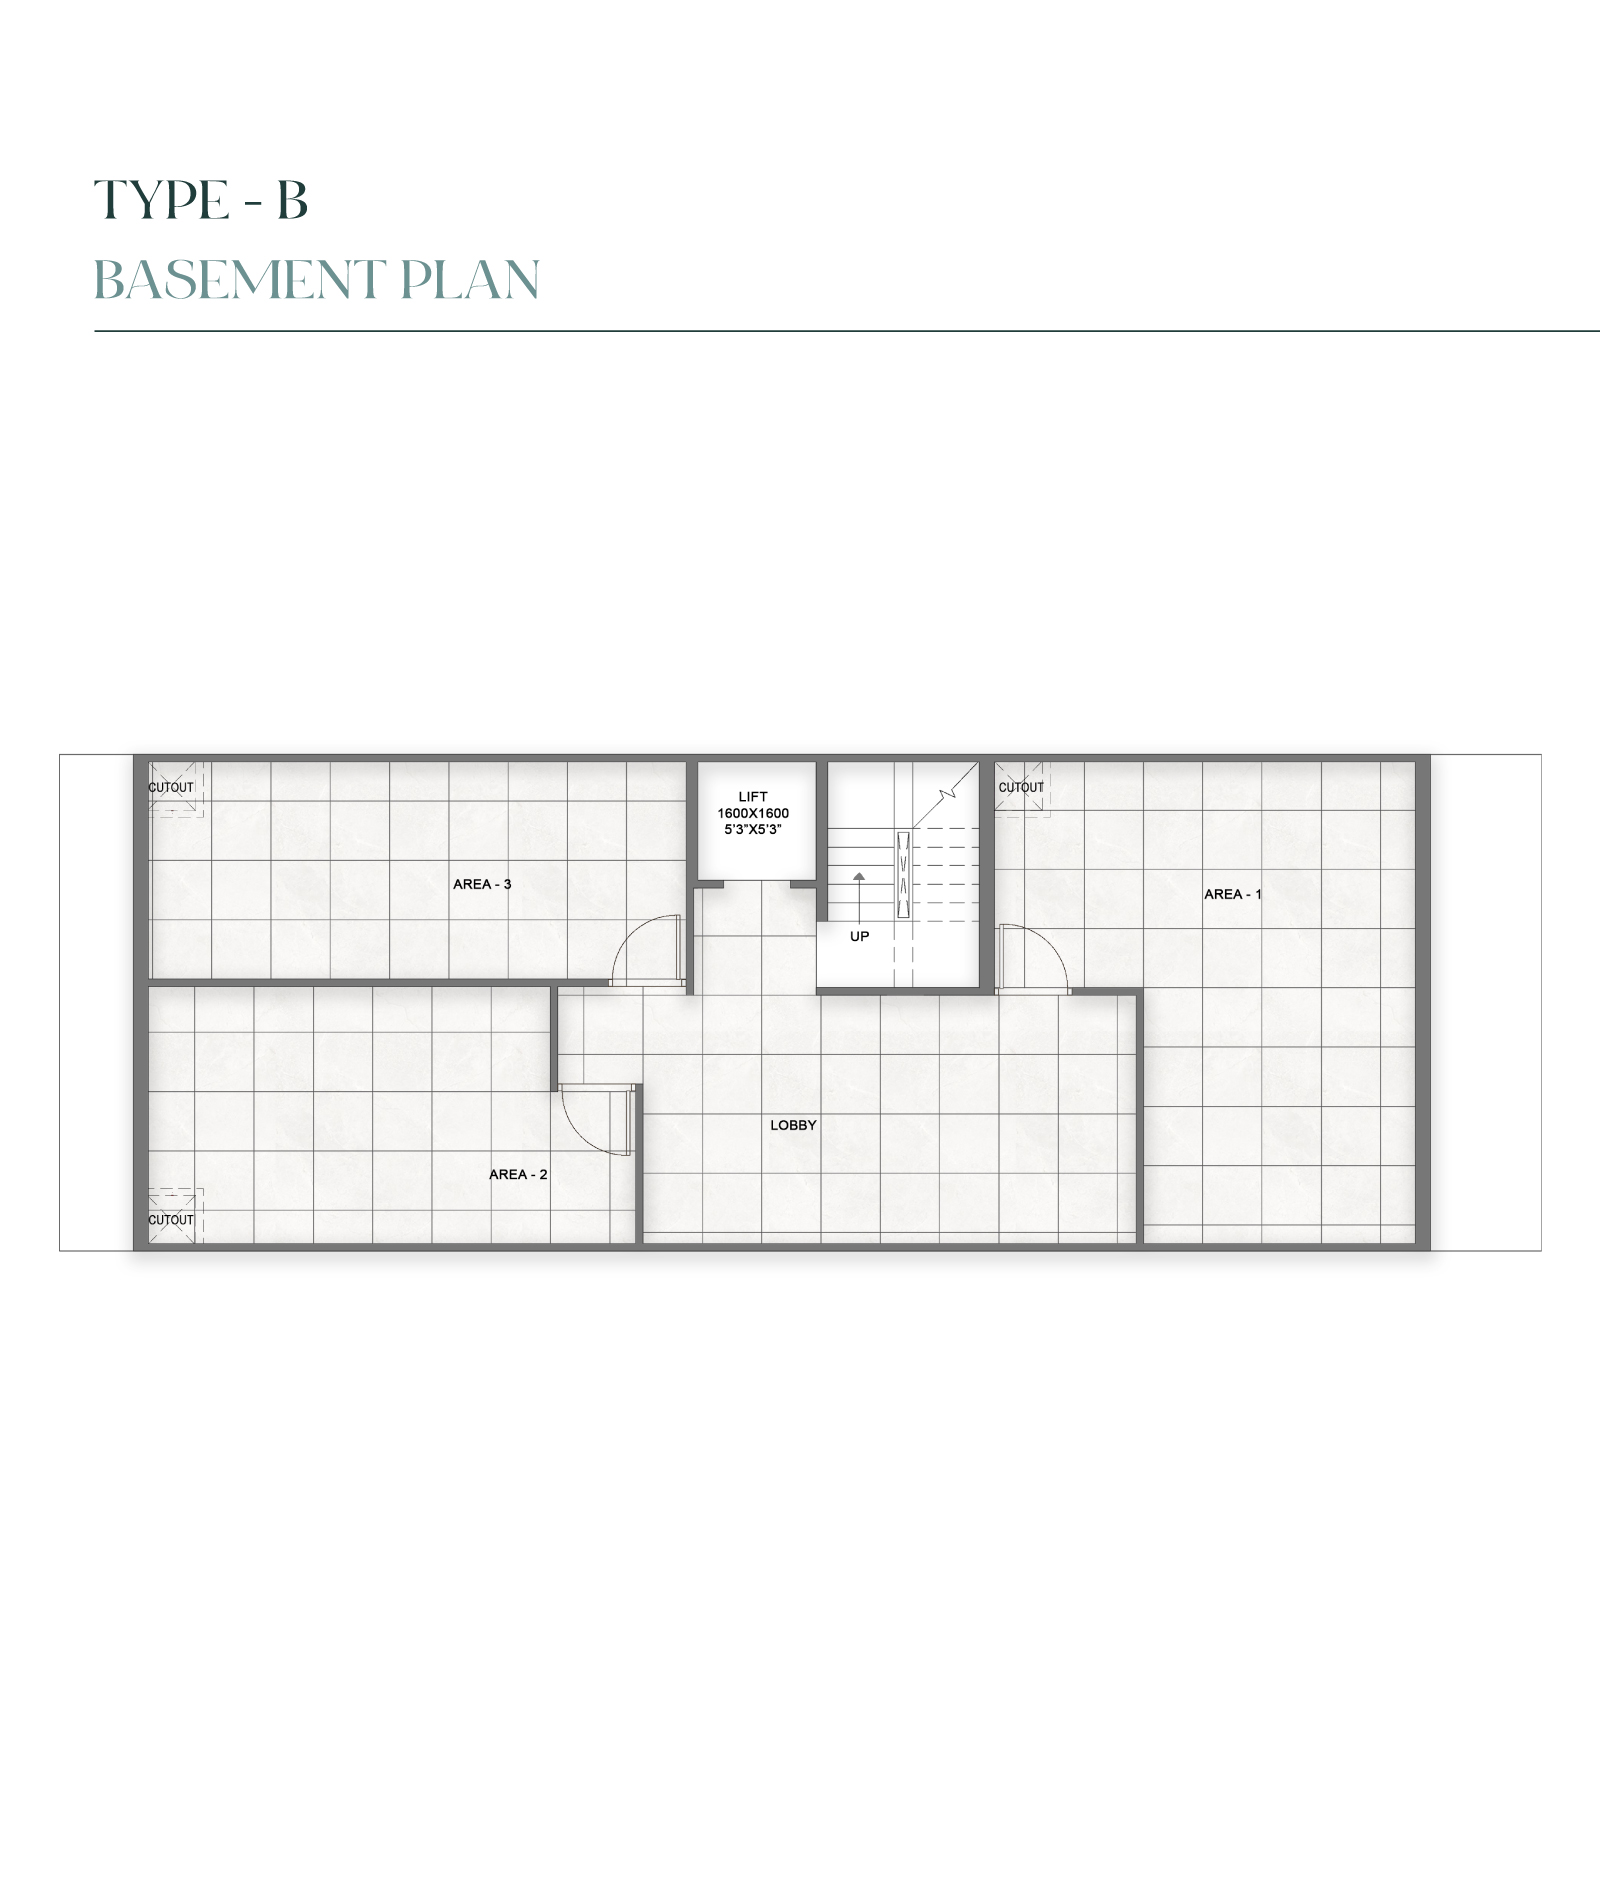 TYPE - B
BASEMENT PLAN
CUTOUT
LIFT
1600X1600
5'3"X5'3"
CUTOUT
AREA - 3
AREA - 1
UP
LOBBY
AREA - 2
CUTOUT